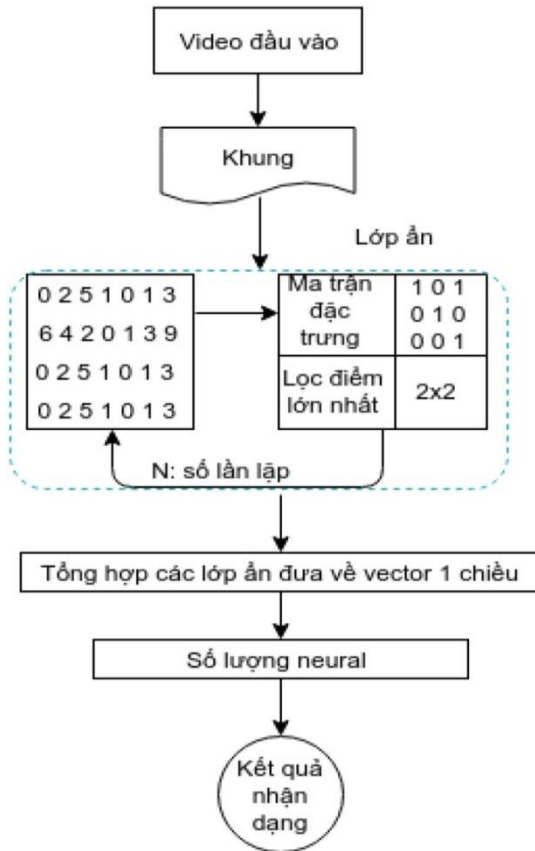 Video đầu vào
Khung
Lớp ẩn
0 2 5 1 0 1 3
6 4 2 0 1 3 9
0 2 5 1 0 1 3
0 2 5 1 0 1 3
Ma trận
đặc
trưng
1 0 1
0 1 0
0 0 1
Lọc điểm
lớn nhất
2x2
N: số lần lặp
Tổng hợp các lớp ẩn đưa về vector 1 chiều
Số lượng neural
Kết quả
nhận
dạng